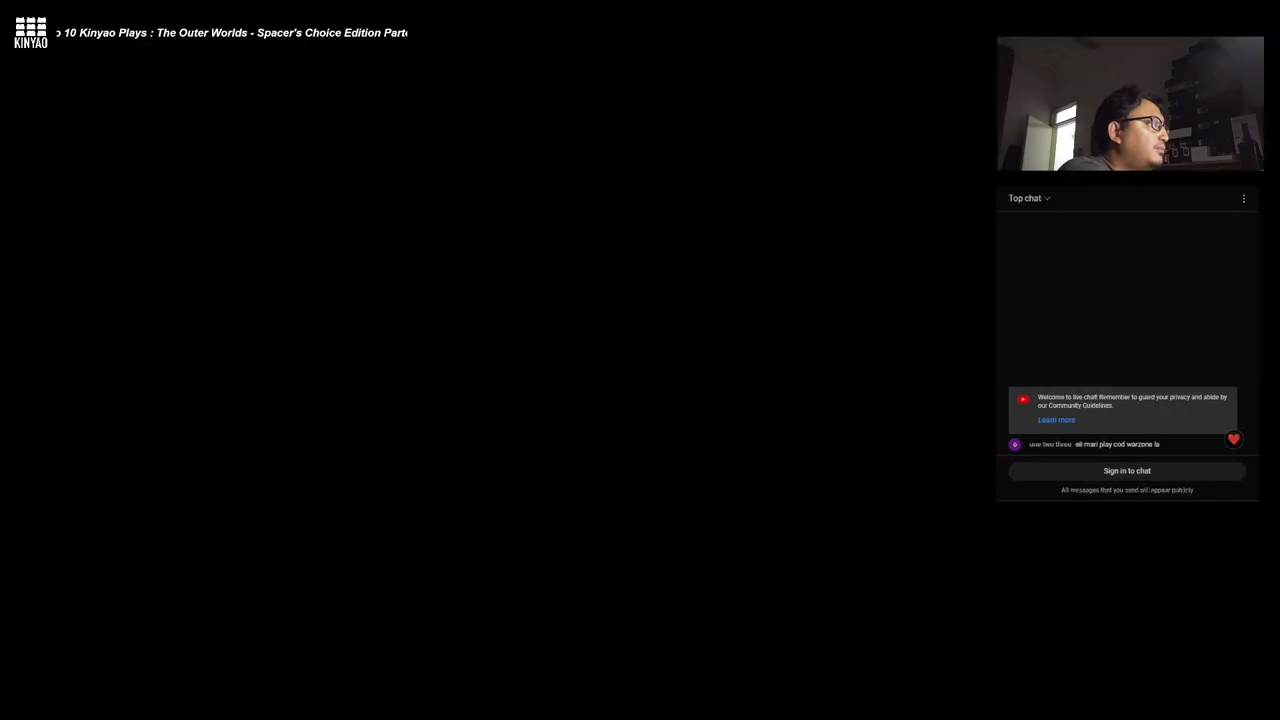 KINYAO
10 Kinyao Plays : The Outer Worlds - Spacer's Choice Edition Part
Top chat
Welcome to live chat! Remember to guard your privacy and abide by
our Community Guidelines.
Learn more
one two three eii mari play cod warzone la
Sign in to chat
All messages that you send will appear publicly